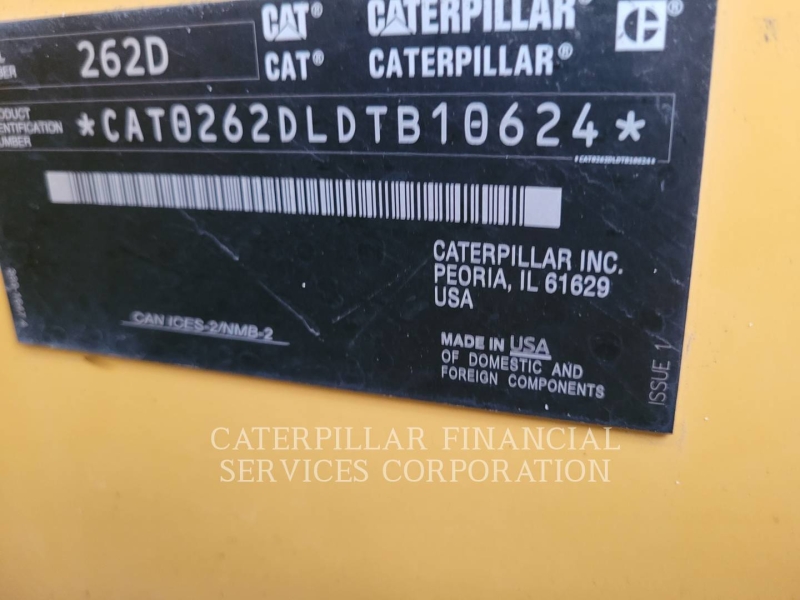 CAT® CATERPILLAR®
262D CAT® CATERPILLAR®
*CAT0262DLDTB10624*
*CAT0262DLDTB10624*
CATERPILLAR INC.
PEORIA, IL 61629
USA
CAN ICES-2/NMB-2
MADE IN USA
OF DOMESTIC AND
FOREIGN COMPONENTS
ISSUE 1
CATERPILLAR FINANCIAL
SERVICES CORPORATION